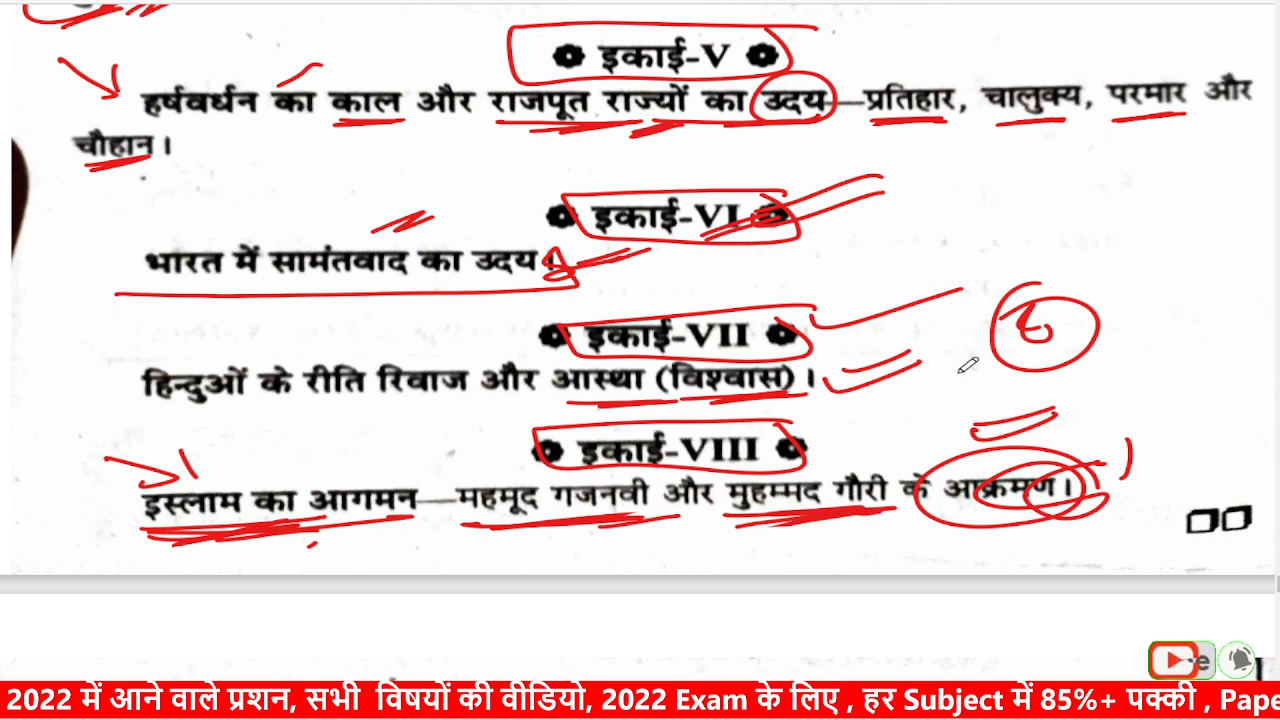 इकाई-V
हर्षवर्धन का काल और राजपूत राज्यों का उदय—प्रतिहार, चालुक्य, परमार और
चौहान।
इकाई-VI
भारत में सामंतवाद का उदय।
इकाई-VII
हिन्दुओं के रीति रिवाज और आस्था (विश्वास)।
इकाई-VIII
इस्लाम का आगमन—महमूद गजनवी और मुहम्मद गौरी के आक्रमण।
2022 में आने वाले प्रशन, सभी विषयों की वीडियो, 2022 Exam के लिए , हर Subject में 85%+ पक्की , Pape